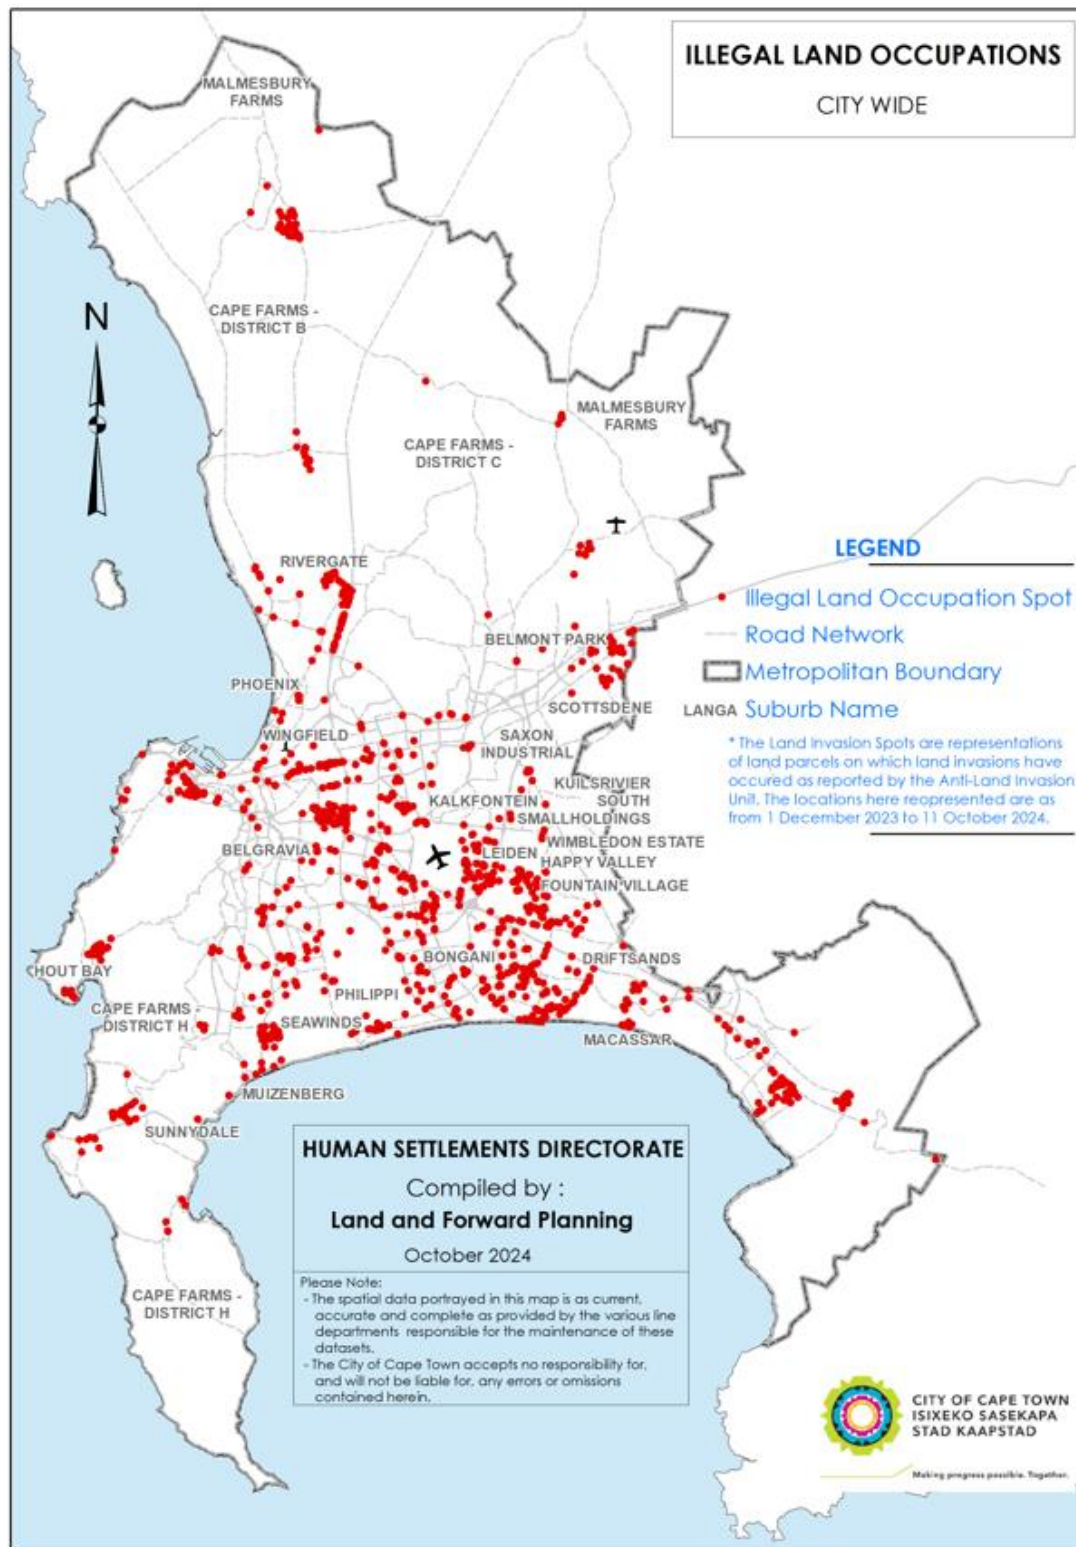 ILLEGAL LAND OCCUPATIONS
CITY WIDE
MALMESBURY
FARMS
N
CAPE FARMS -
DISTRICT B
MALMESBURY
FARMS
CAPE FARMS -
DISTRICT C
RIVERGATE
BELMONT PARK
PHOENIX
SCOTTSDENE
WINGFIELD
SAXON
INDUSTRIAL
KUILSRIVIER
SOUTH
SMALLHOLDINGS
KALKFONTEIN
WIMBLEDON ESTATE
BELGRAVIA
LEIDEN
HAPPY VALLEY
FOUNTAIN VILLAGE
HOUT BAY
BONGANI
DRIFTSANDS
PHILIPPI
CAPE FARMS -
DISTRICT H
SEAWINDS
MACASSAR
MUIZENBERG
SUNNYDALE
CAPE FARMS -
DISTRICT H
LEGEND
Illegal Land Occupation Spot
Road Network
Metropolitan Boundary
LANGA Suburb Name
* The Land Invasion Spots are representations
of land parcels on which land invasions have
occured as reported by the Anti-Land Invasion
Unit. The locations here reopresented are as
from 1 December 2023 to 11 October 2024.
HUMAN SETTLEMENTS DIRECTORATE
Compiled by :
Land and Forward Planning
October 2024
Please Note:
- The spatial data portrayed in this map is as current,
accurate and complete as provided by the various line
departments responsible for the maintenance of these
datasets.
- The City of Cape Town accepts no responsibility for,
and will not be liable for, any errors or omissions
contained herein.
CITY OF CAPE TOWN
ISIXEKO SASEKAPA
STAD KAAPSTAD
Making progress possible. Together.